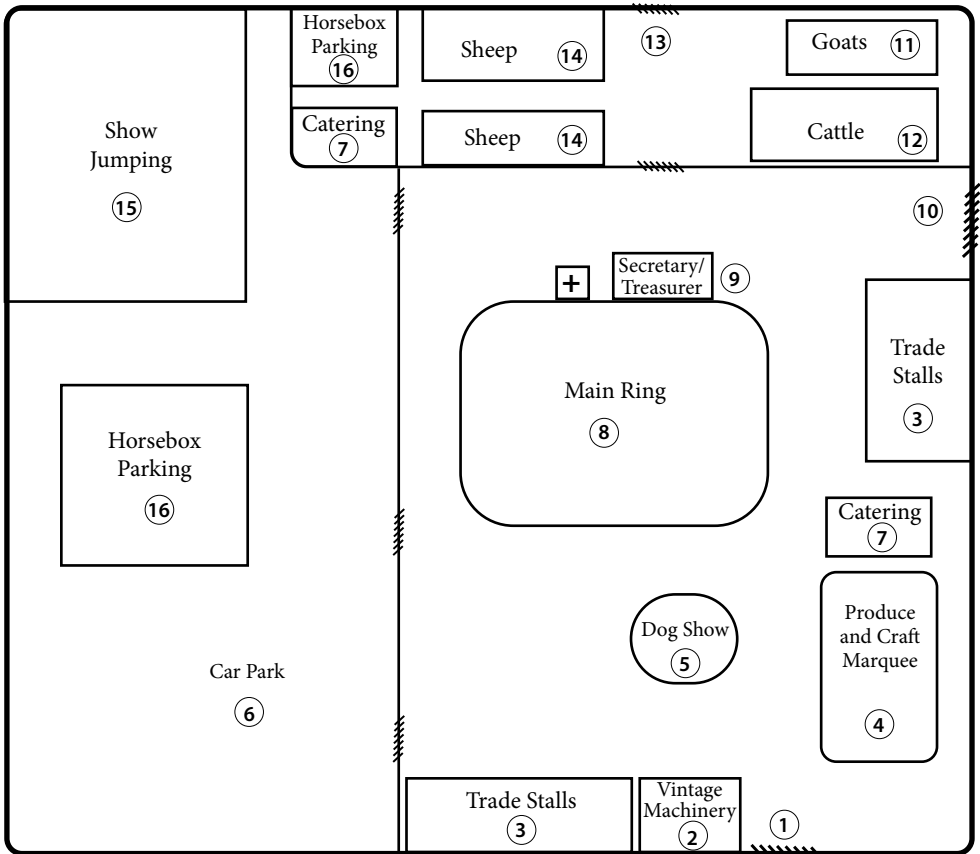 Horsebox
Parking
16
Sheep
14
13
Goats
11
Catering
7
Sheep
14
Cattle
12
Show
Jumping
15
10
+
Secretary/
Treasurer
9
Main Ring
8
Trade
Stalls
3
Horsebox
Parking
16
Catering
7
Dog Show
5
Produce
and Craft
Marquee
4
Car Park
6
Trade Stalls
3
Vintage
Machinery
2
1